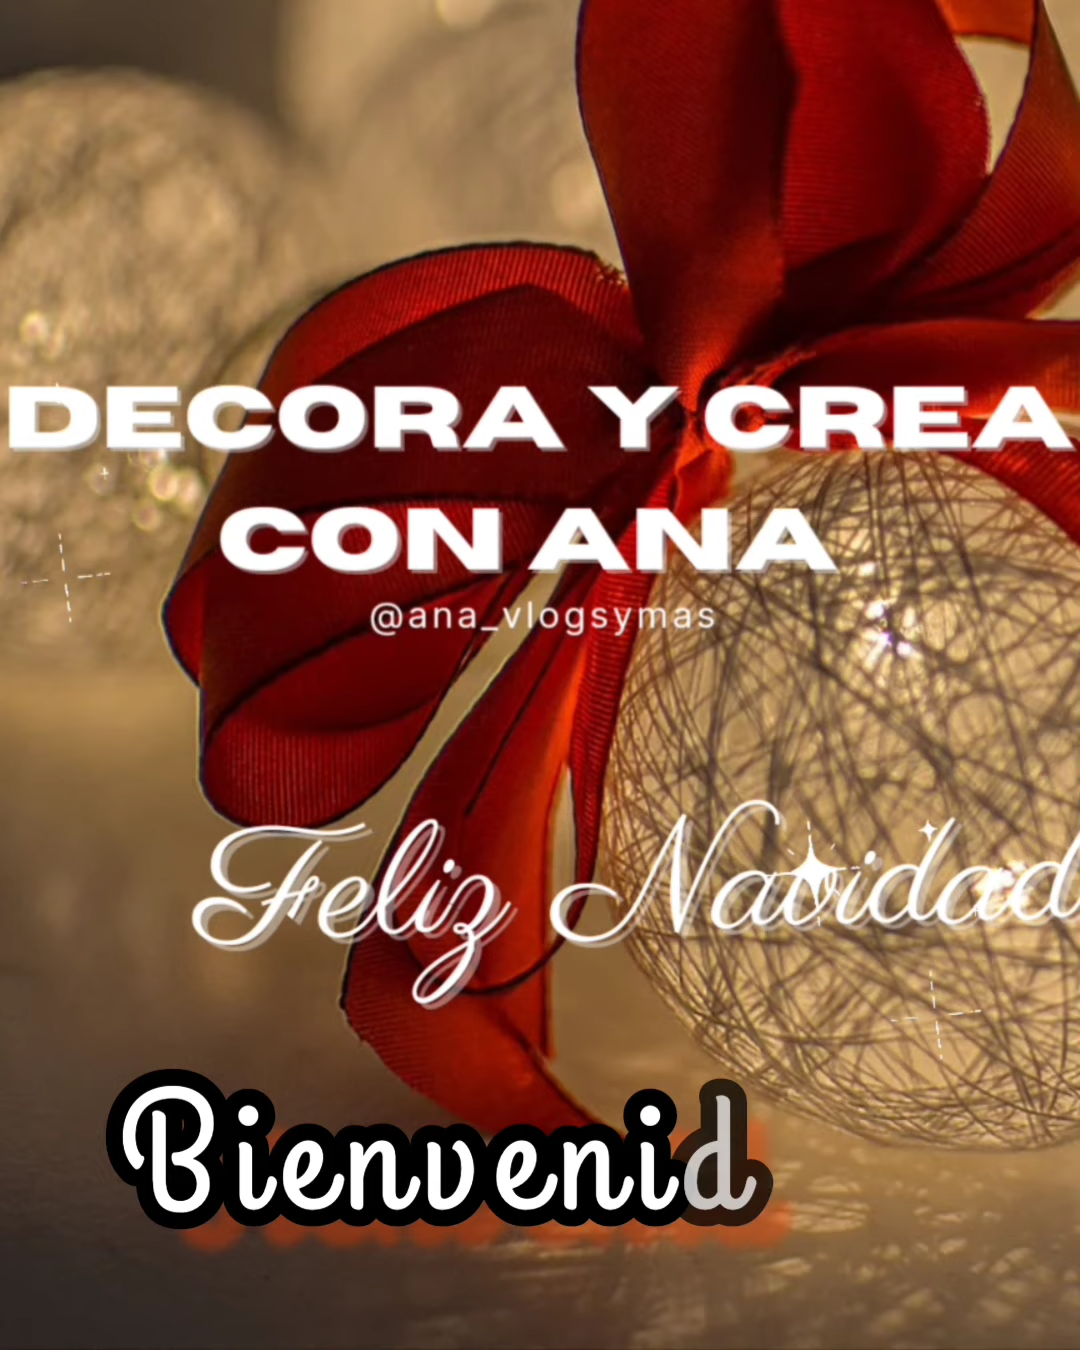 DECORA Y CREA
CON ANA
@ana_vlogsymas
Feliz Navidad
Bienvenid